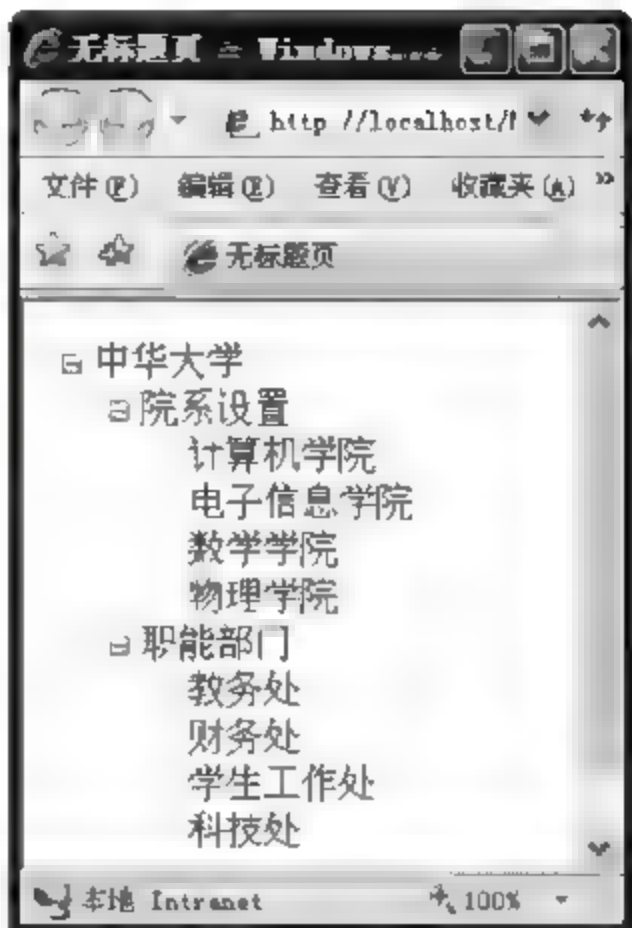 无标题页 - Windows...
http://localhost/
文件(F) 编辑(E) 查看(V) 收藏夹(A) »
无标题页
中华大学
院系设置
计算机学院
电子信息学院
数学学院
物理学院
职能部门
教务处
财务处
学生工作处
科技处
本地 Intranet 100%